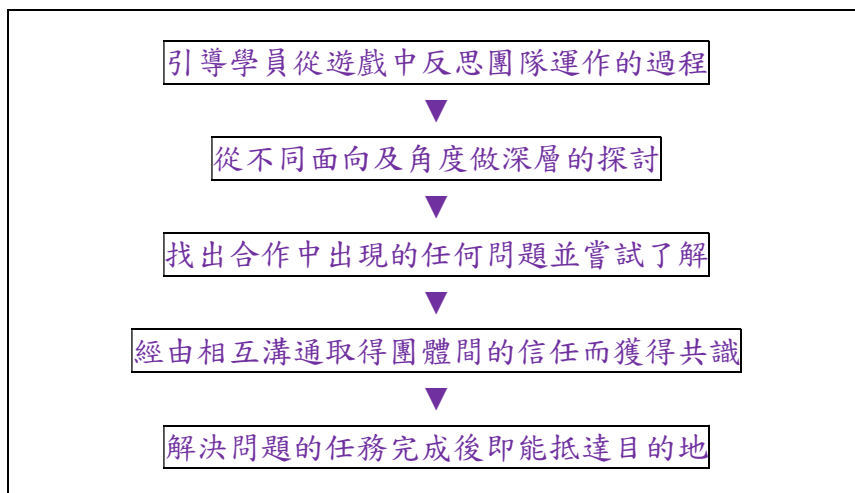 引導學員從遊戲中反思團隊運作的過程
從不同面向及角度做深層的探討
找出合作中出現的任何問題並嘗試了解
經由相互溝通取得團體間的信任而獲得共識
解決問題的任務完成後即能抵達目的地